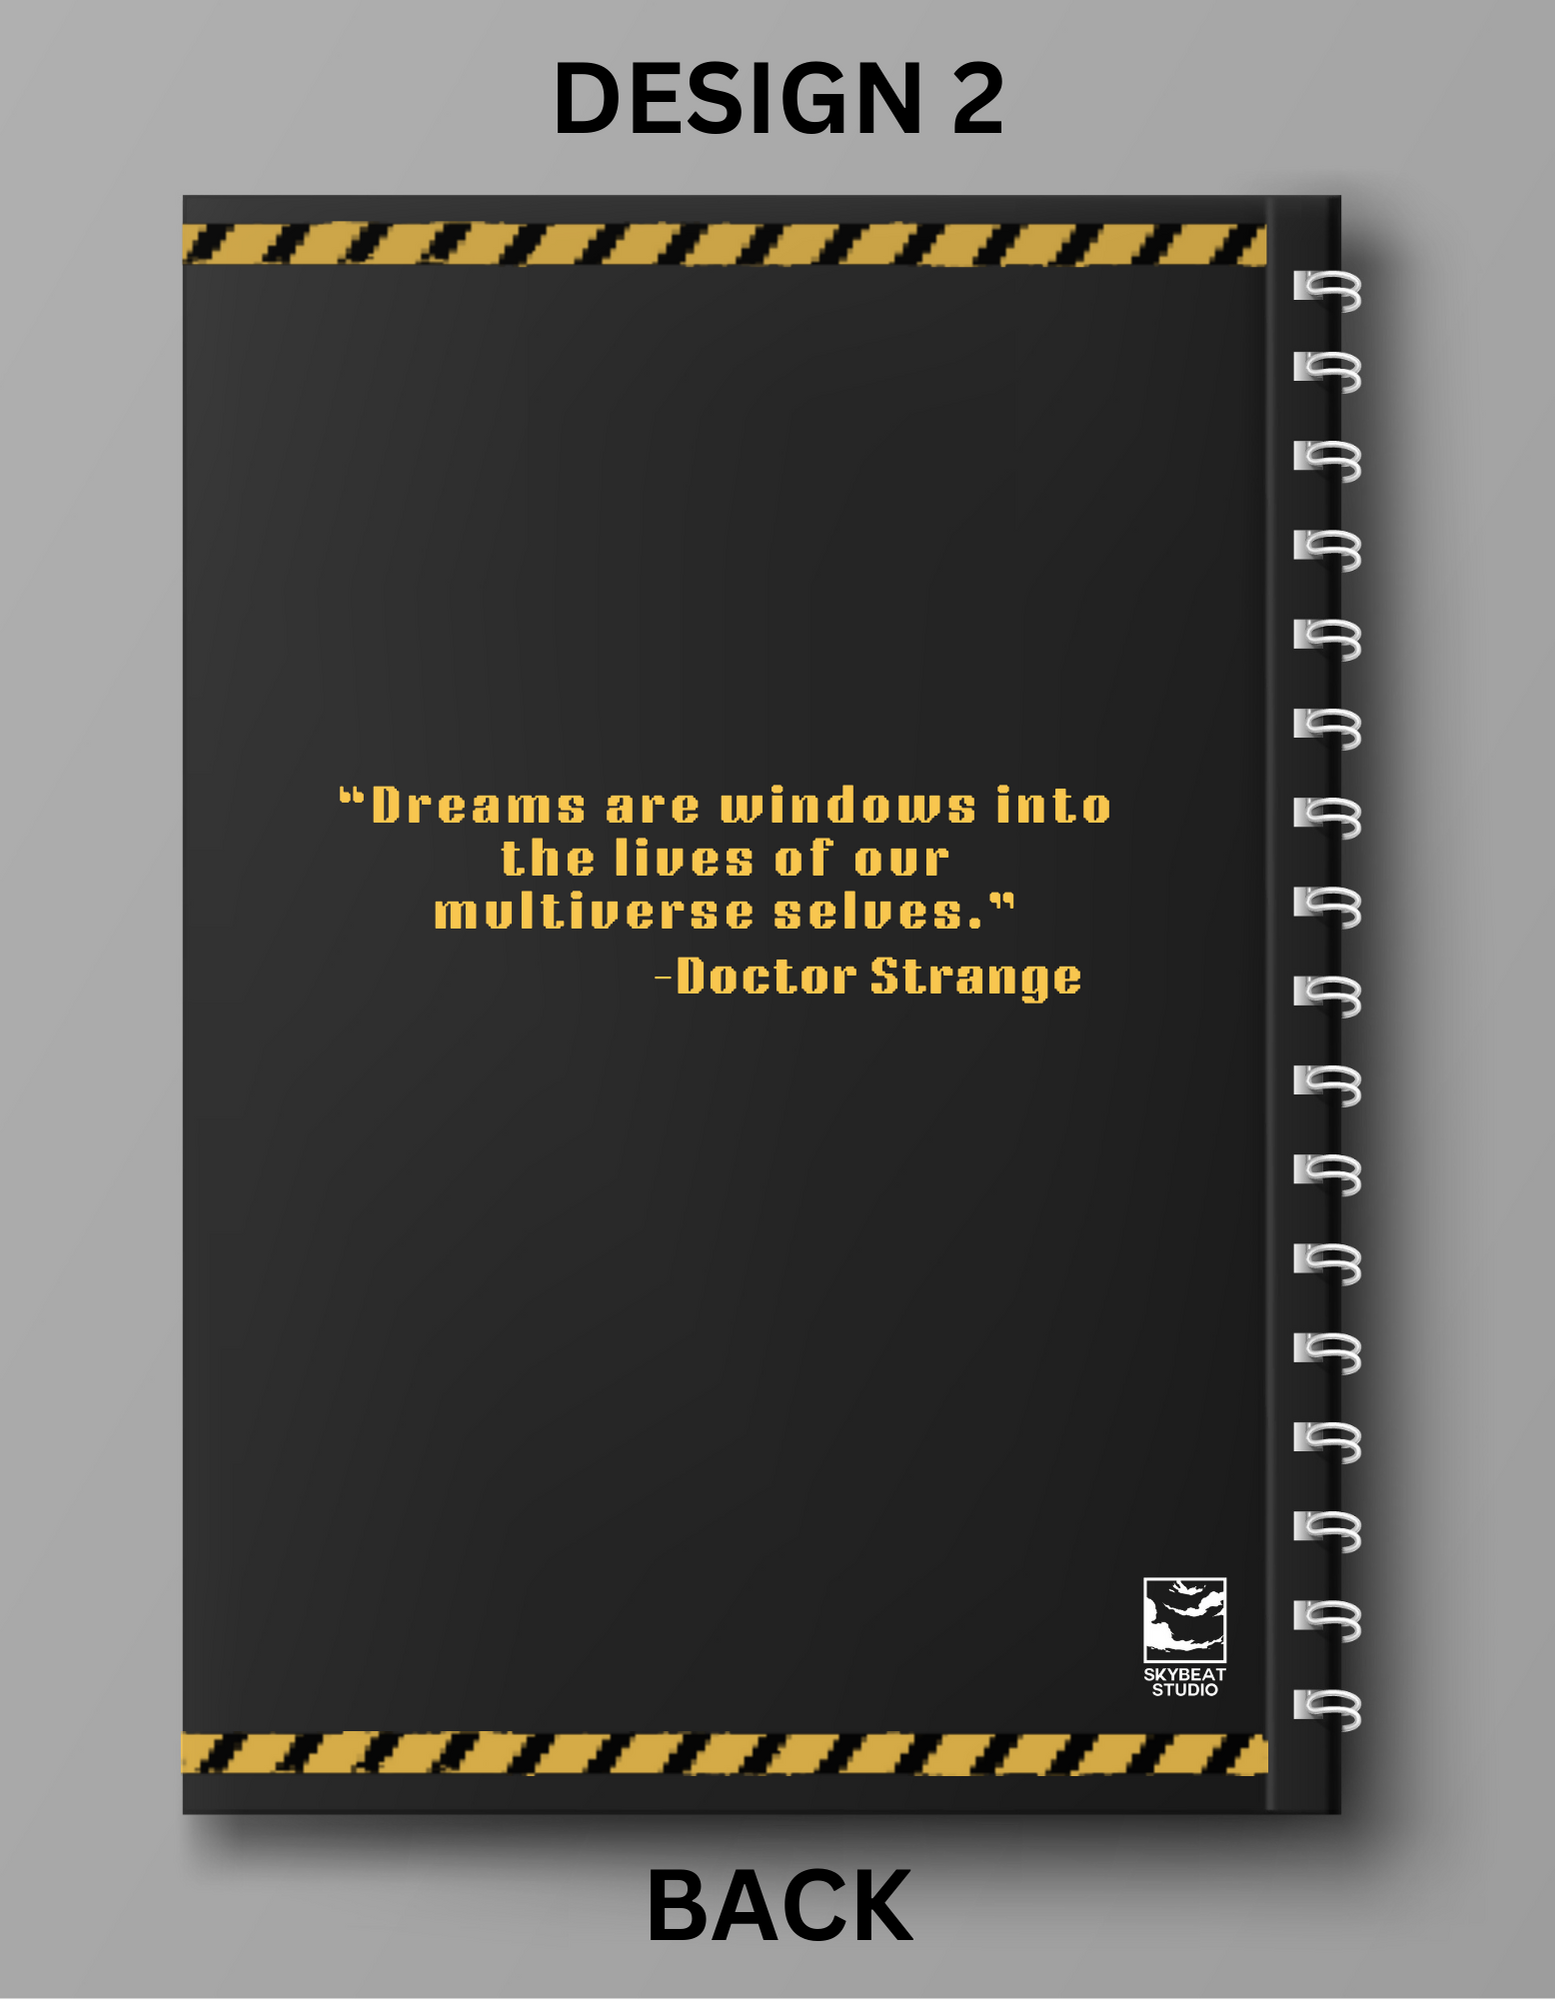 DESIGN 2
“Dreams are windows into
the lives of our
multiverse selves.”
-Doctor Strange
SKYBEAT
STUDIO
BACK